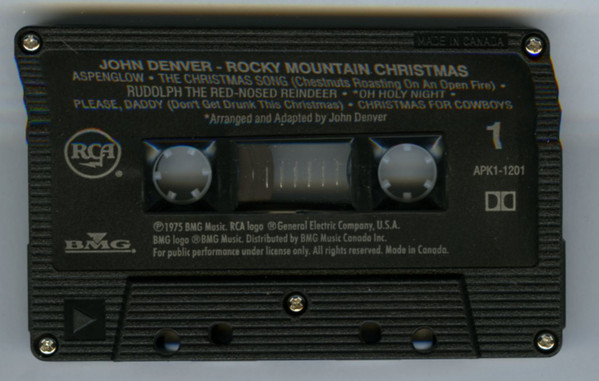 MADE IN CANADA
JOHN DENVER - ROCKY MOUNTAIN CHRISTMAS
ASPENGLOW • THE CHRISTMAS SONG (Chestnuts Roasting On An Open Fire) •
RUDOLPH THE RED-NOSED REINDEER • *OH HOLY NIGHT •
PLEASE, DADDY (Don't Get Drunk This Christmas) • CHRISTMAS FOR COWBOYS
*Arranged and Adapted by John Denver
1
RCA
®
APK1-1201
BMG
℗1975 BMG Music. RCA logo ®General Electric Company, U.S.A.
BMG logo ®BMG Music. Distributed by BMG Music Canada Inc.
For public performance under license only. All rights reserved. Made in Canada.